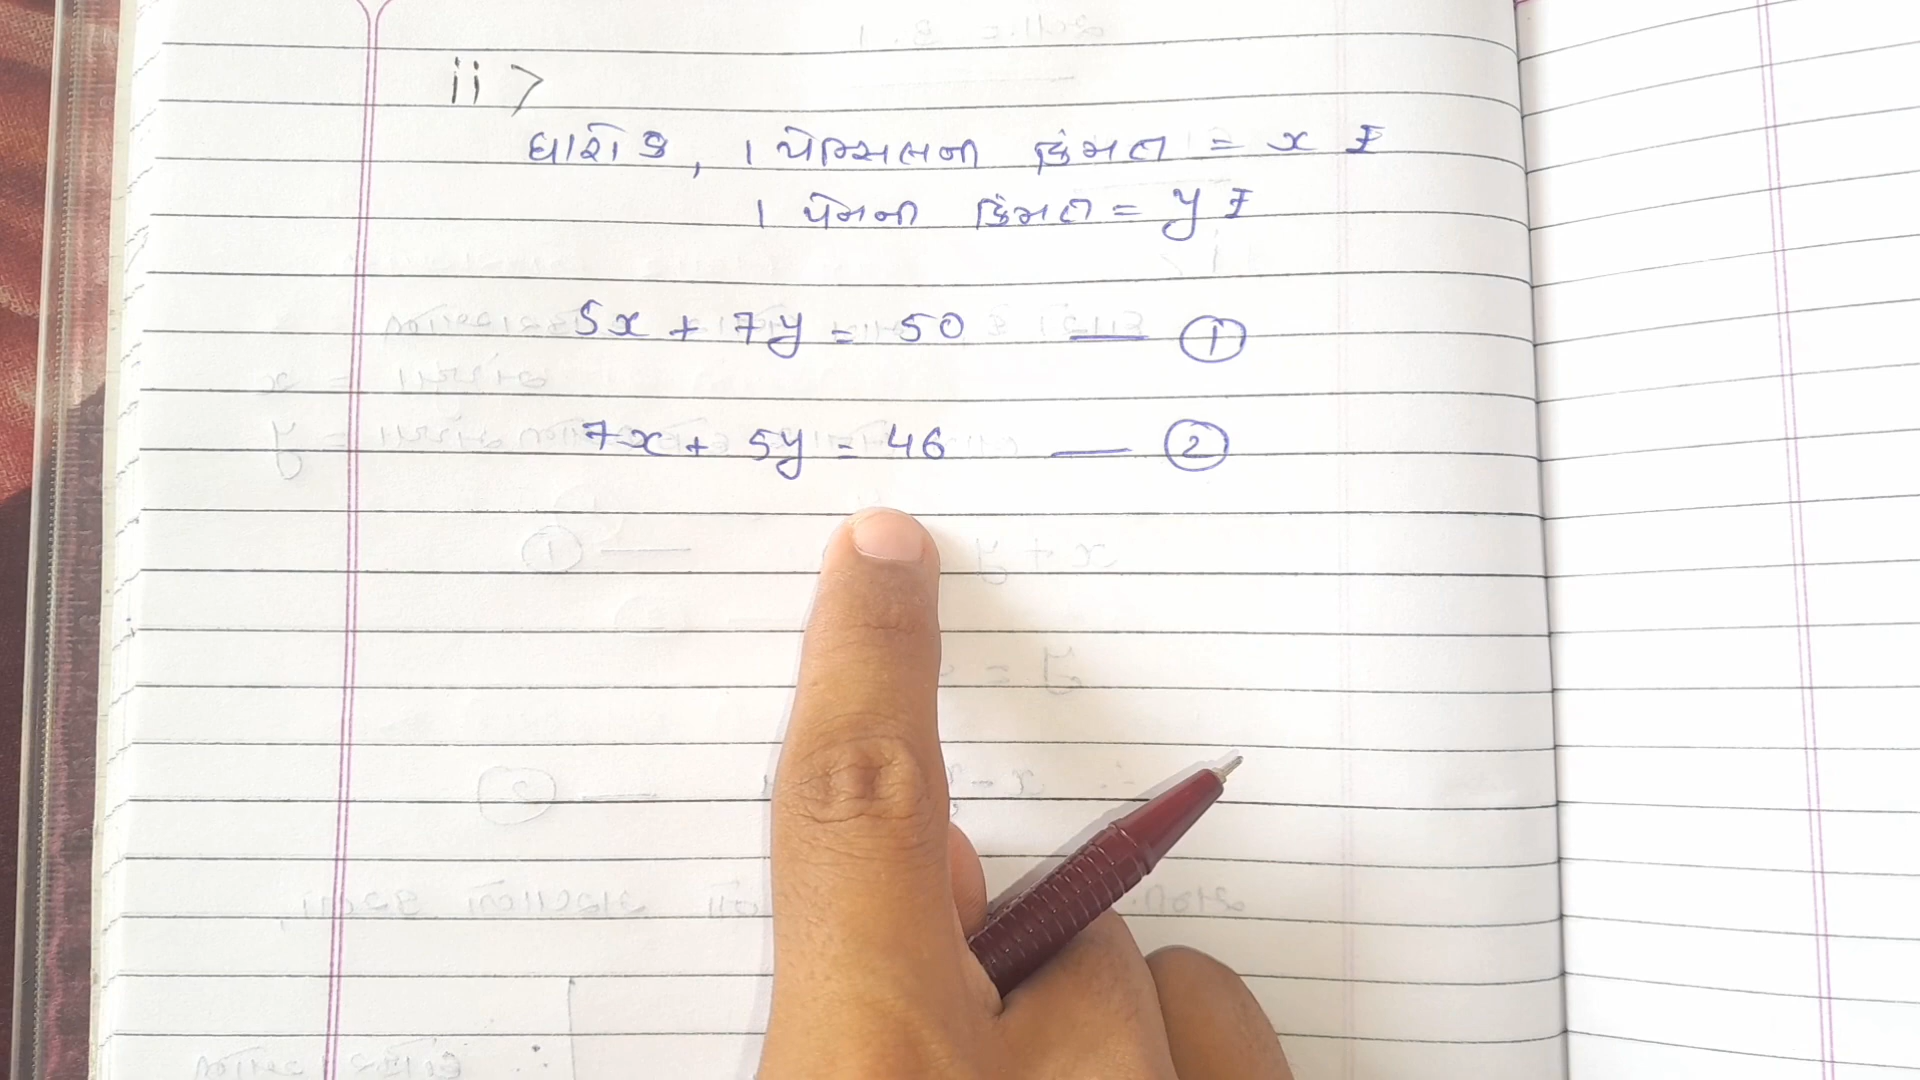 ii >
ધારો કે, 1 પેન્સિલની કિંમત = x ₹
1 પેનની કિંમત = y ₹
5x + 7y = 50 — ①
7x + 5y = 46 — ②